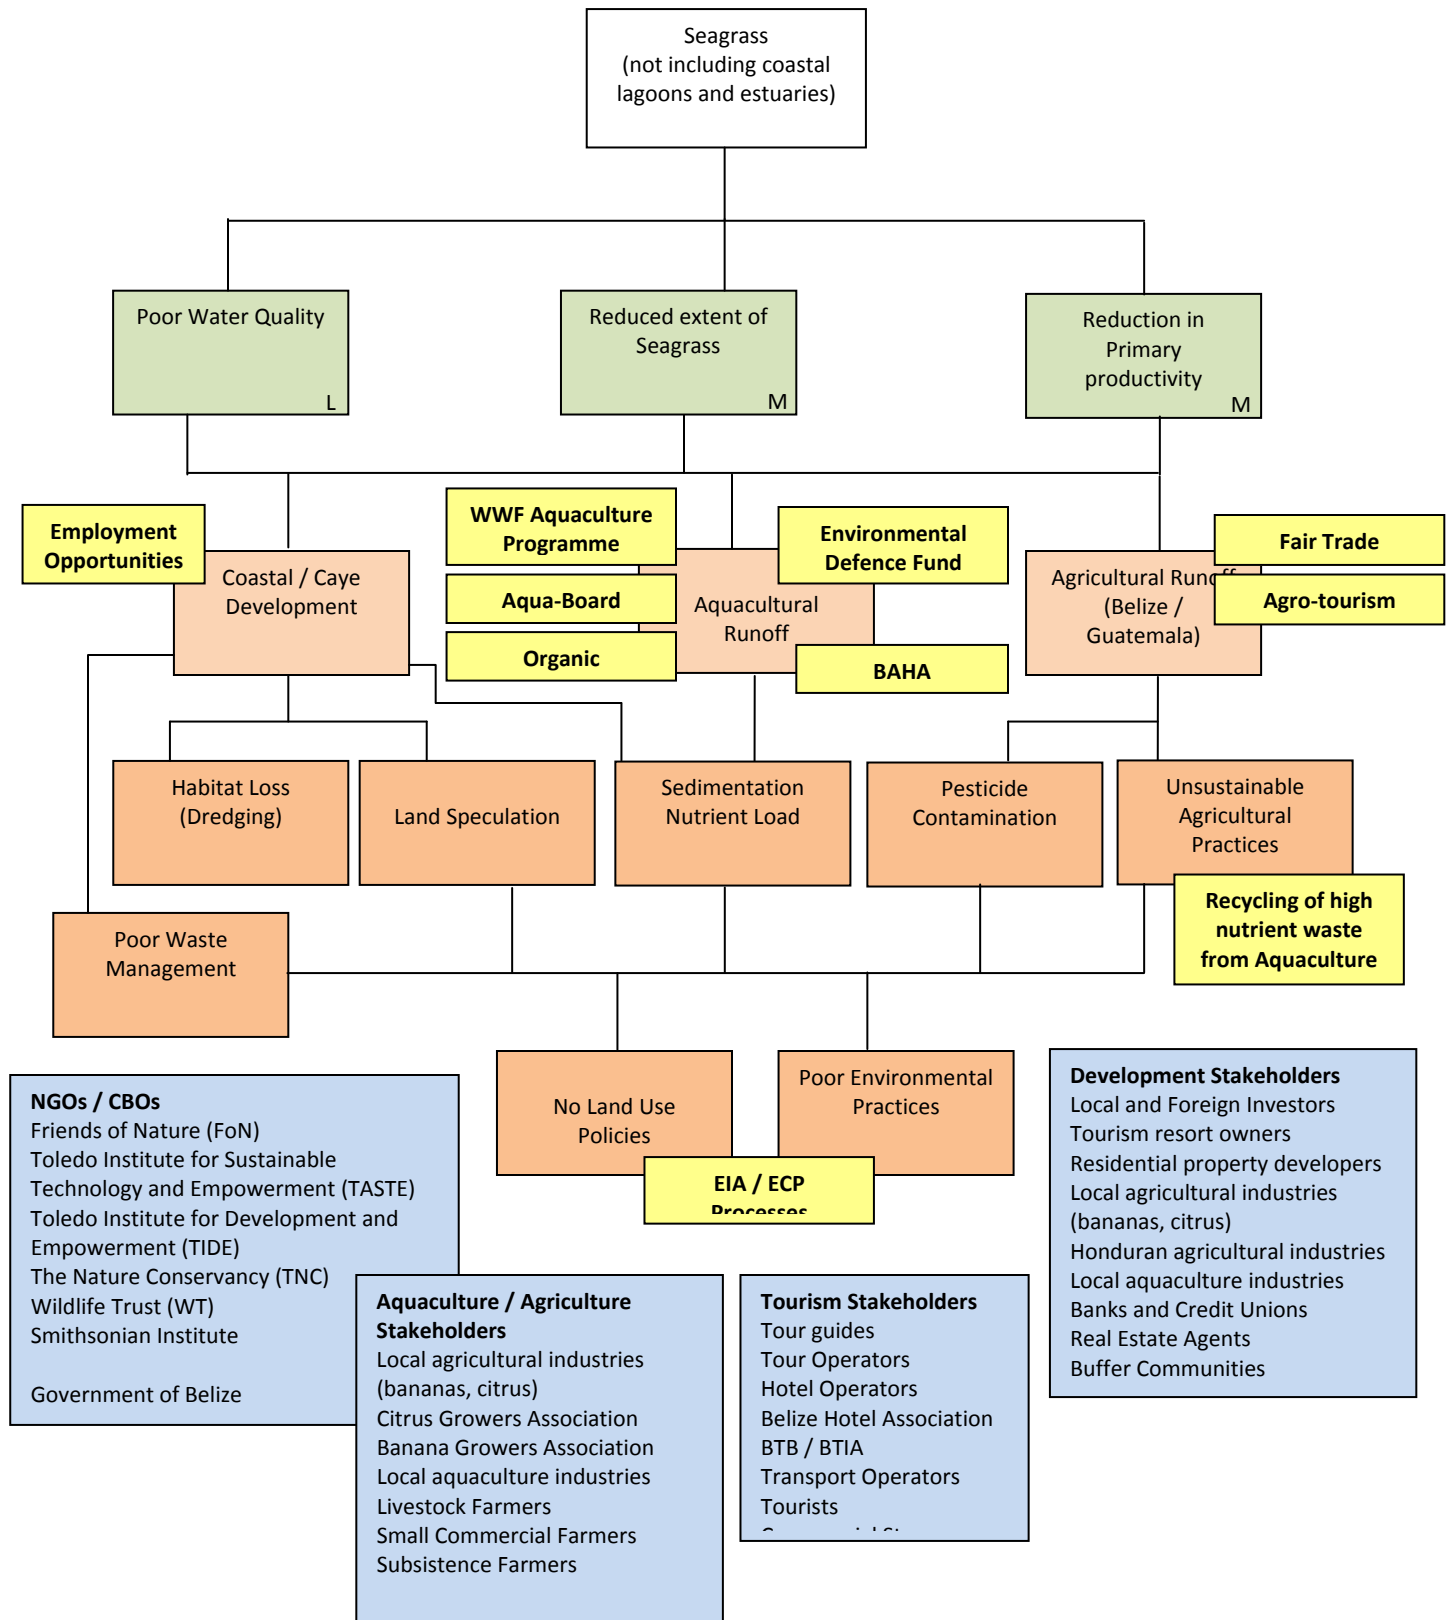 Seagrass
(not including coastal
lagoons and estuaries)
Poor Water Quality
L
Reduced extent of
Seagrass
M
Reduction in
Primary
productivity
M
Employment
Opportunities
Coastal / Caye
Development
WWF Aquaculture
Programme
Aqua-Board
Organic
Environmental
Defence Fund
Aquacultural
Runoff
BAHA
Fair Trade
Agro-tourism
Agricultural Runoff
(Belize /
Guatemala)
Habitat Loss
(Dredging)
Land Speculation
Sedimentation
Nutrient Load
Pesticide
Contamination
Unsustainable
Agricultural
Practices
Recycling of high
nutrient waste
from Aquaculture
Poor Waste
Management
No Land Use
Policies
Poor Environmental
Practices
EIA / ECP
Processes
NGOs / CBOs
Friends of Nature (FoN)
Toledo Institute for Sustainable
Technology and Empowerment (TASTE)
Toledo Institute for Development and
Empowerment (TIDE)
The Nature Conservancy (TNC)
Wildlife Trust (WT)
Smithsonian Institute
Government of Belize
Aquaculture / Agriculture
Stakeholders
Local agricultural industries
(bananas, citrus)
Citrus Growers Association
Banana Growers Association
Local aquaculture industries
Livestock Farmers
Small Commercial Farmers
Subsistence Farmers
Tourism Stakeholders
Tour guides
Tour Operators
Hotel Operators
Belize Hotel Association
BTB / BTIA
Transport Operators
Tourists
Development Stakeholders
Local and Foreign Investors
Tourism resort owners
Residential property developers
Local agricultural industries
(bananas, citrus)
Honduran agricultural industries
Local aquaculture industries
Banks and Credit Unions
Real Estate Agents
Buffer Communities